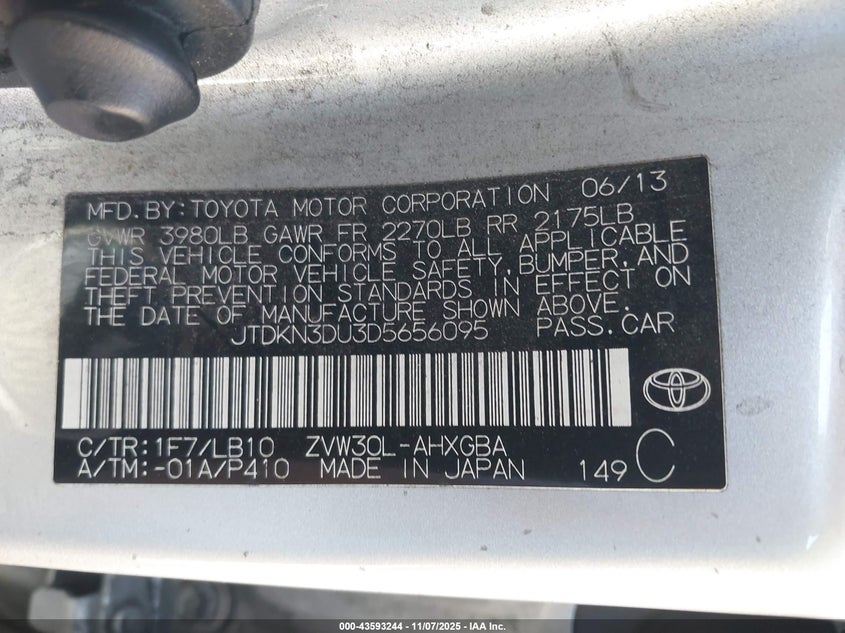 MFD. BY: TOYOTA MOTOR CORPORATION 06/13
GVWR 3980LB GAWR FR 2270LB RR 2175LB
THIS VEHICLE CONFORMS TO ALL APPLICABLE
FEDERAL MOTOR VEHICLE SAFETY, BUMPER, AND
THEFT PREVENTION STANDARDS IN EFFECT ON
THE DATE OF MANUFACTURE SHOWN ABOVE.
JTDKN3DU3D5656095 PASS. CAR
C/TR: 1F7/LB10 ZVW30L-AHXGBA
A/TM: -01A/P410 MADE IN JAPAN 149 C
000-43593244 - 11/07/2025 - IAA Inc.